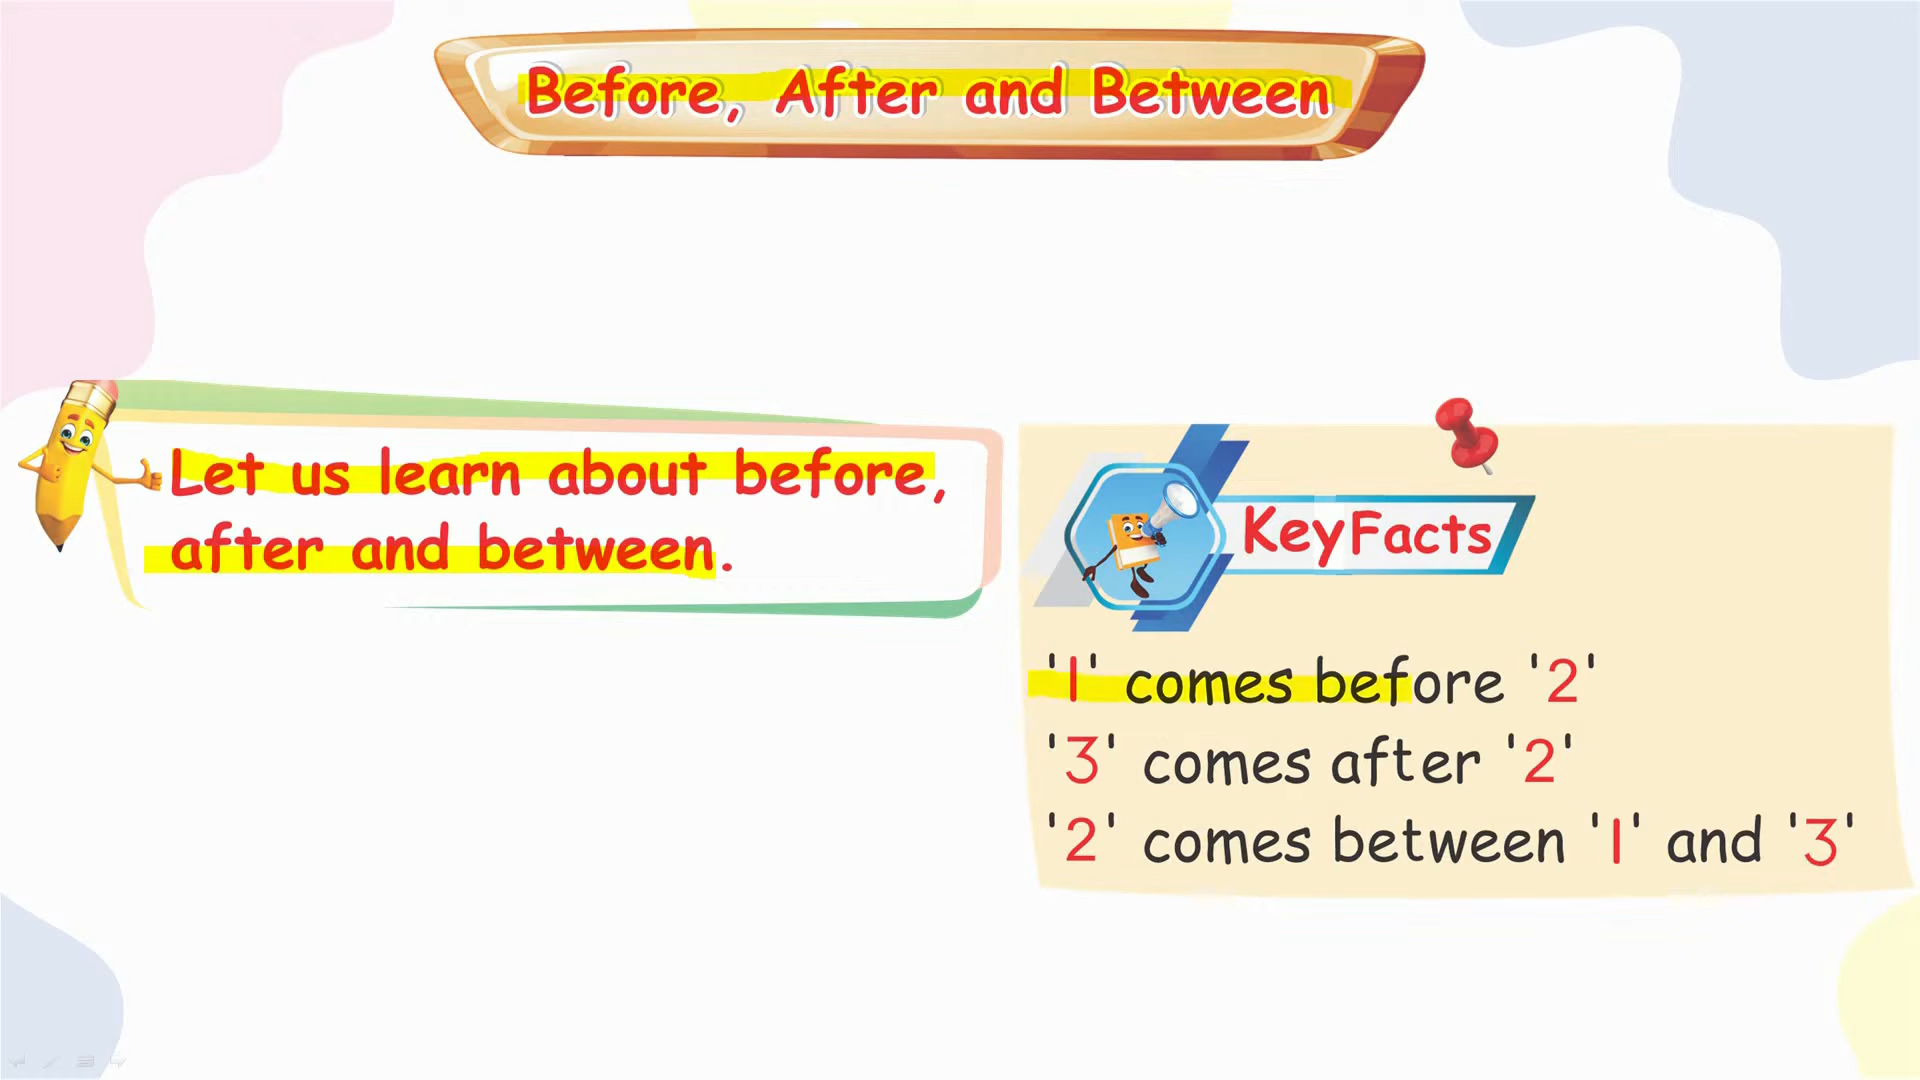 Before, After and Between
Let us learn about before,
after and between.
KeyFacts
'1' comes before '2'
'3' comes after '2'
'2' comes between '1' and '3'